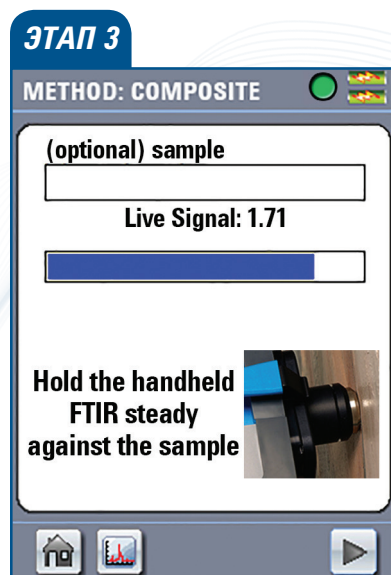 ЭТАП 3
METHOD: COMPOSITE
(optional) sample
Live Signal: 1.71
Hold the handheld
FTIR steady
against the sample